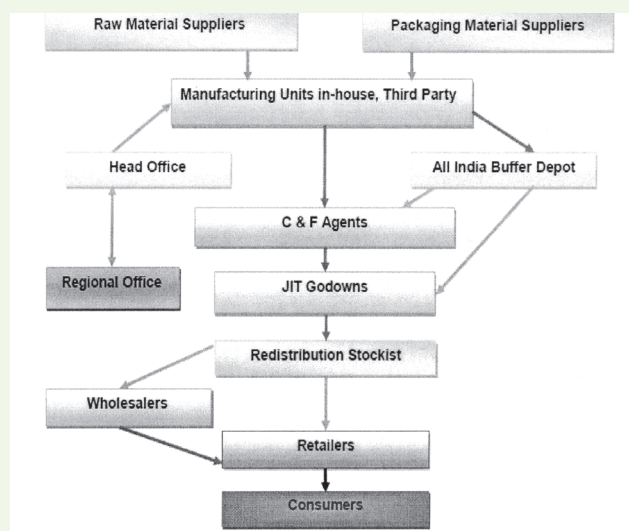 Raw Material Suppliers
Packaging Material Suppliers
Manufacturing Units in-house, Third Party
Head Office
All India Buffer Depot
C & F Agents
Regional Office
JIT Godowns
Redistribution Stockist
Wholesalers
Retailers
Consumers